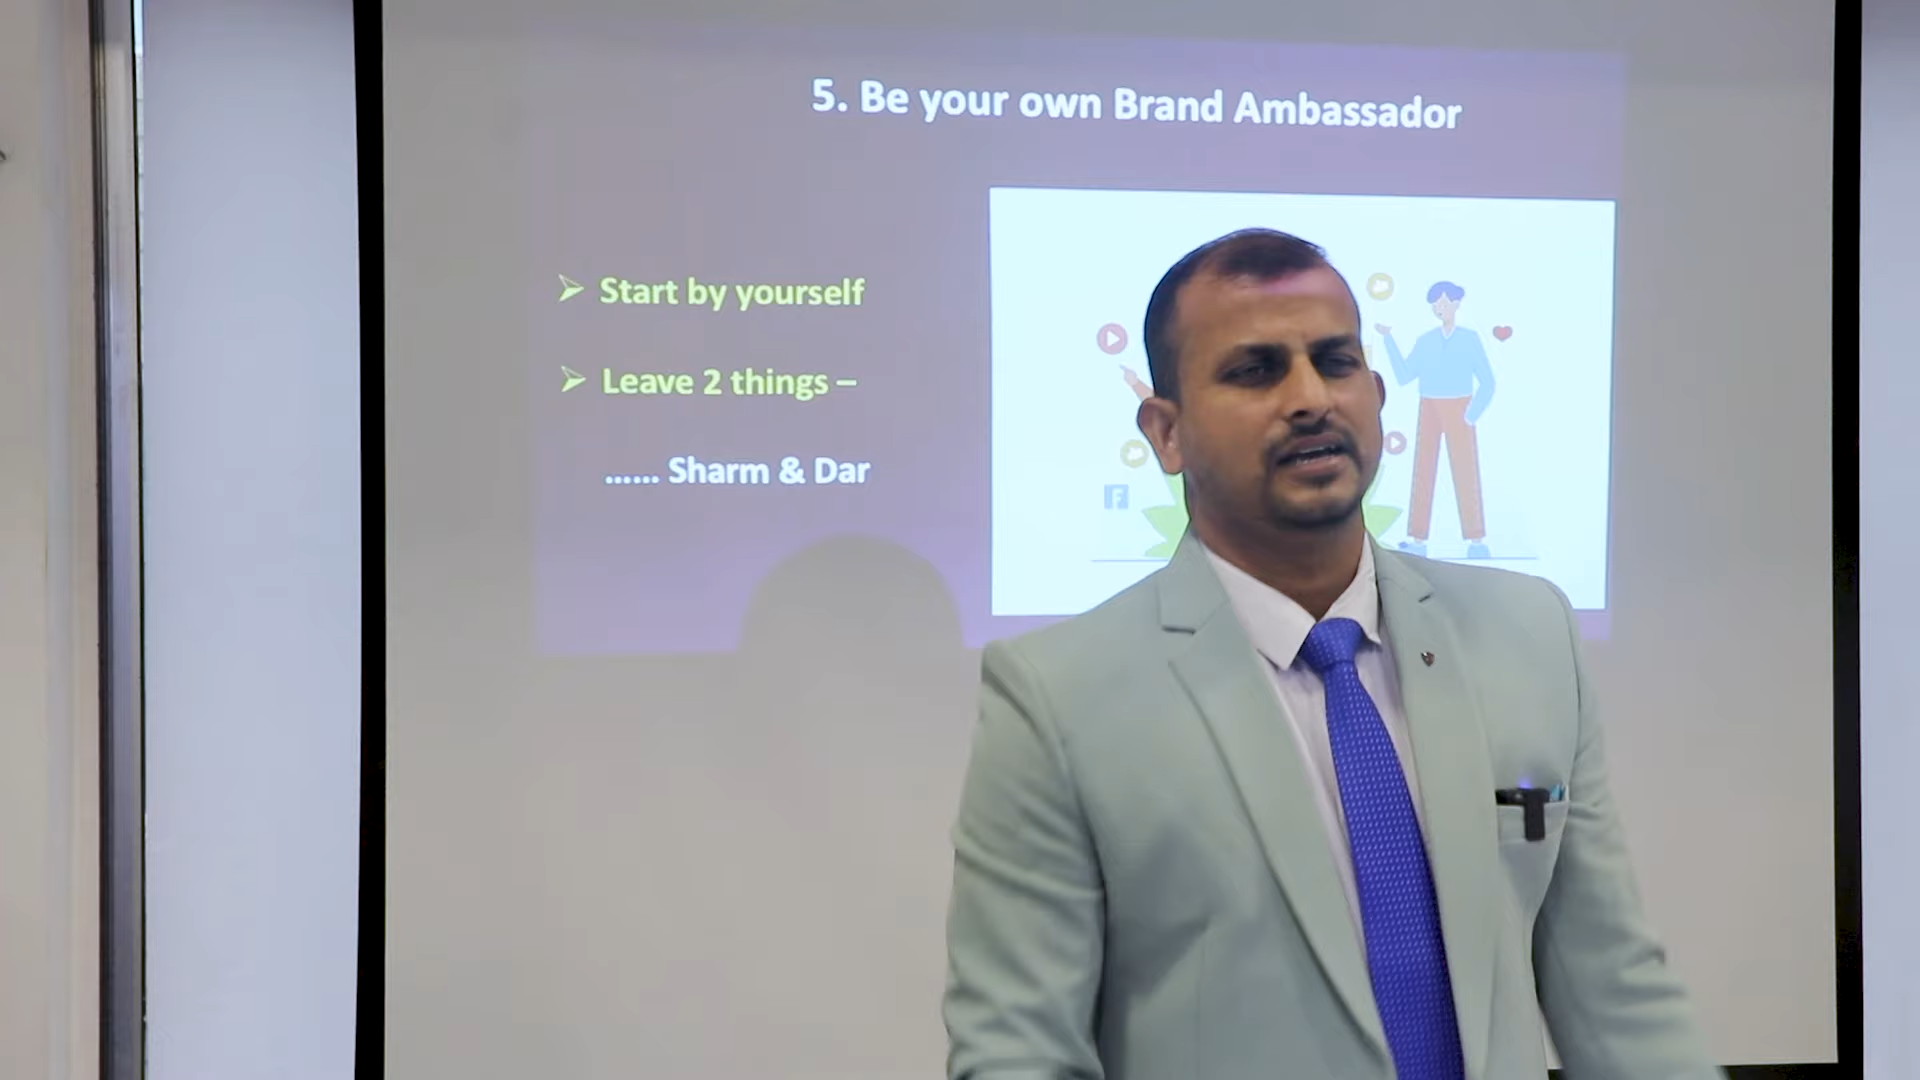 5. Be your own Brand Ambassador
➢ Start by yourself
➢ Leave 2 things –
...... Sharm & Dar
F